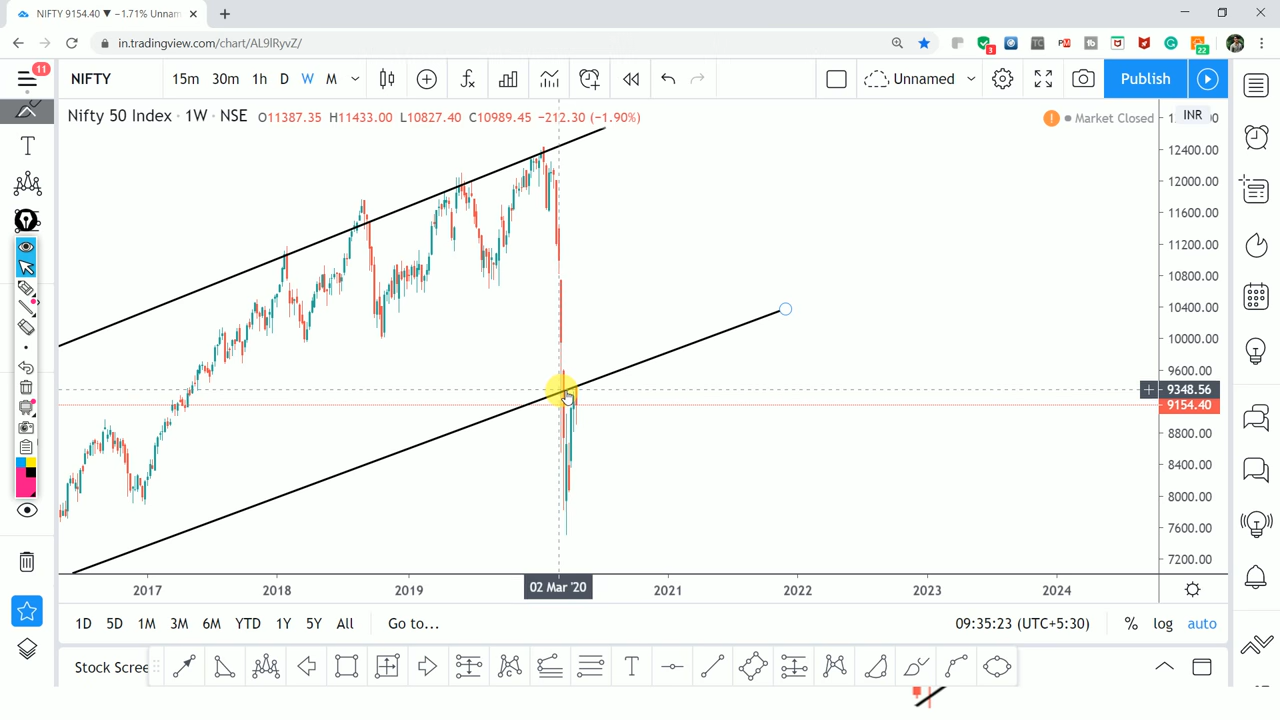 NIFTY 9154.40 ▼ −1.71% Unnam
in.tradingview.com/chart/AL9lRyvZ/
3
TC
22
11
NIFTY 15m 30m 1h D W M Unnamed Publish
Nifty 50 Index · 1W · NSE O11387.35 H11433.00 L10827.40 C10989.45 −212.30 (−1.90%)
Market Closed
INR
12400.00
12000.00
11600.00
11200.00
10800.00
10400.00
10000.00
9600.00
9348.56
9154.40
8800.00
8400.00
8000.00
7600.00
7200.00
2017 2018 2019 02 Mar '20 2021 2022 2023 2024
1D 5D 1M 3M 6M YTD 1Y 5Y All Go to... 09:35:23 (UTC+5:30) % log auto
Stock Scree